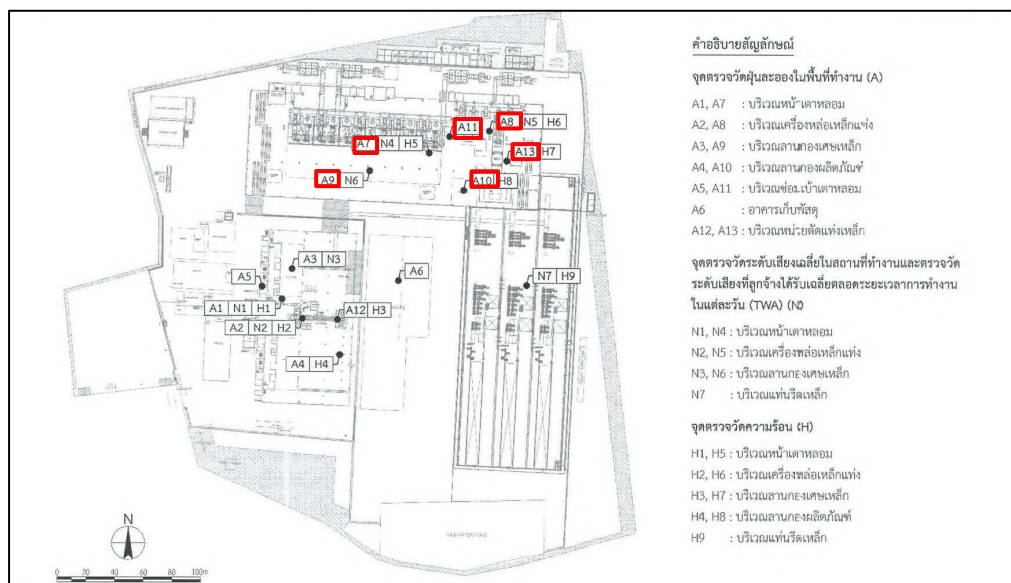 คำอธิบายสัญลักษณ์
จุดตรวจวัดฝุ่นละอองในพื้นที่ทำงาน (A)
A1, A7 : บริเวณหน้าเตาหลอม
A2, A8 : บริเวณเครื่องหล่อเหล็กแท่ง
A3, A9 : บริเวณลานกองเศษเหล็ก
A4, A10 : บริเวณลานกองผลิตภัณฑ์
A5, A11 : บริเวณซ่อมเบ้าเตาหลอม
A6 : อาคารเก็บพัสดุ
A12, A13 : บริเวณหน่วยตัดแท่งเหล็ก
จุดตรวจวัดระดับเสียงเฉลี่ยในสถานที่ทำงานและตรวจวัด
ระดับเสียงที่ลูกจ้างได้รับเฉลี่ยตลอดระยะเวลาการทำงาน
ในแต่ละวัน (TWA) (N)
N1, N4 : บริเวณหน้าเตาหลอม
N2, N5 : บริเวณเครื่องหล่อเหล็กแท่ง
N3, N6 : บริเวณลานกองเศษเหล็ก
N7 : บริเวณแท่นรีดเหล็ก
จุดตรวจวัดความร้อน (H)
H1, H5 : บริเวณหน้าเตาหลอม
H2, H6 : บริเวณเครื่องหล่อเหล็กแท่ง
H3, H7 : บริเวณลานกองเศษเหล็ก
H4, H8 : บริเวณลานกองผลิตภัณฑ์
H9 : บริเวณแท่นรีดเหล็ก
A11
A8 N5 H6
A7 N4 H5
A13 H7
A9 N6
A10 H8
A3 N3
A5
A6
N7 H9
A1 N1 H1
A12 H3
A2 N2 H2
A4 H4
N
0 20 40 60 80 100m